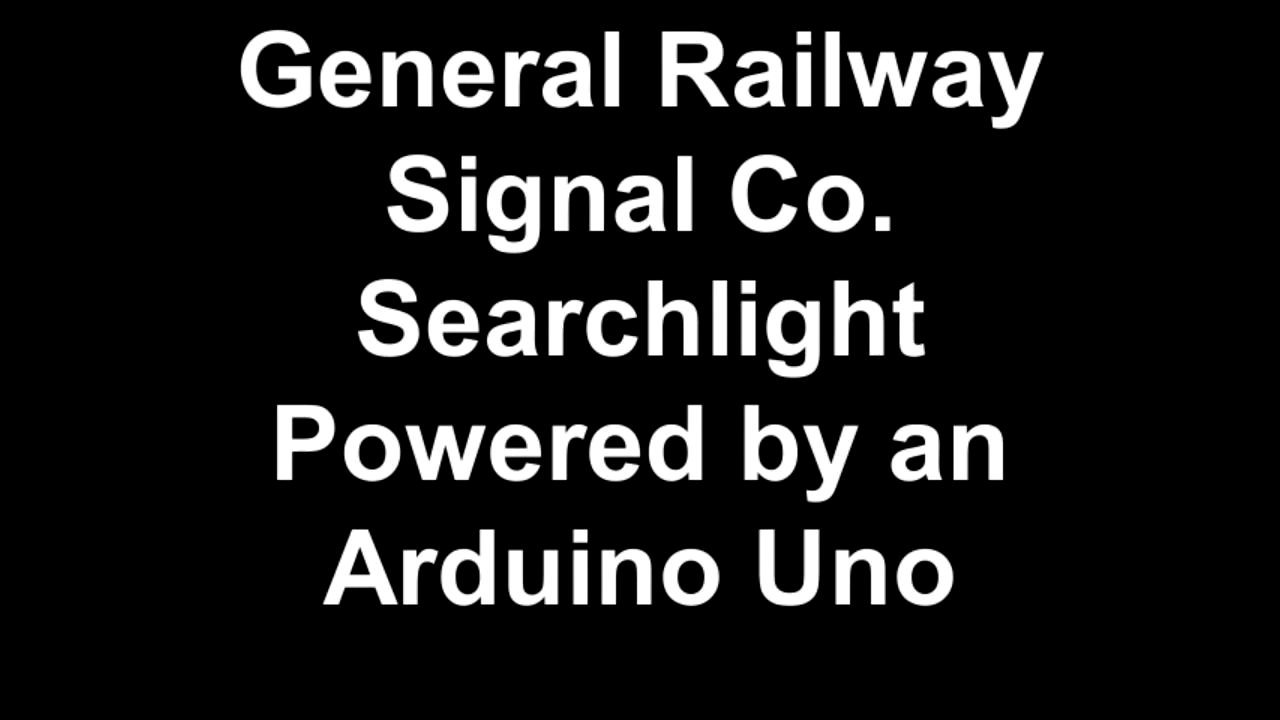 General Railway
Signal Co.
Searchlight
Powered by an
Arduino Uno